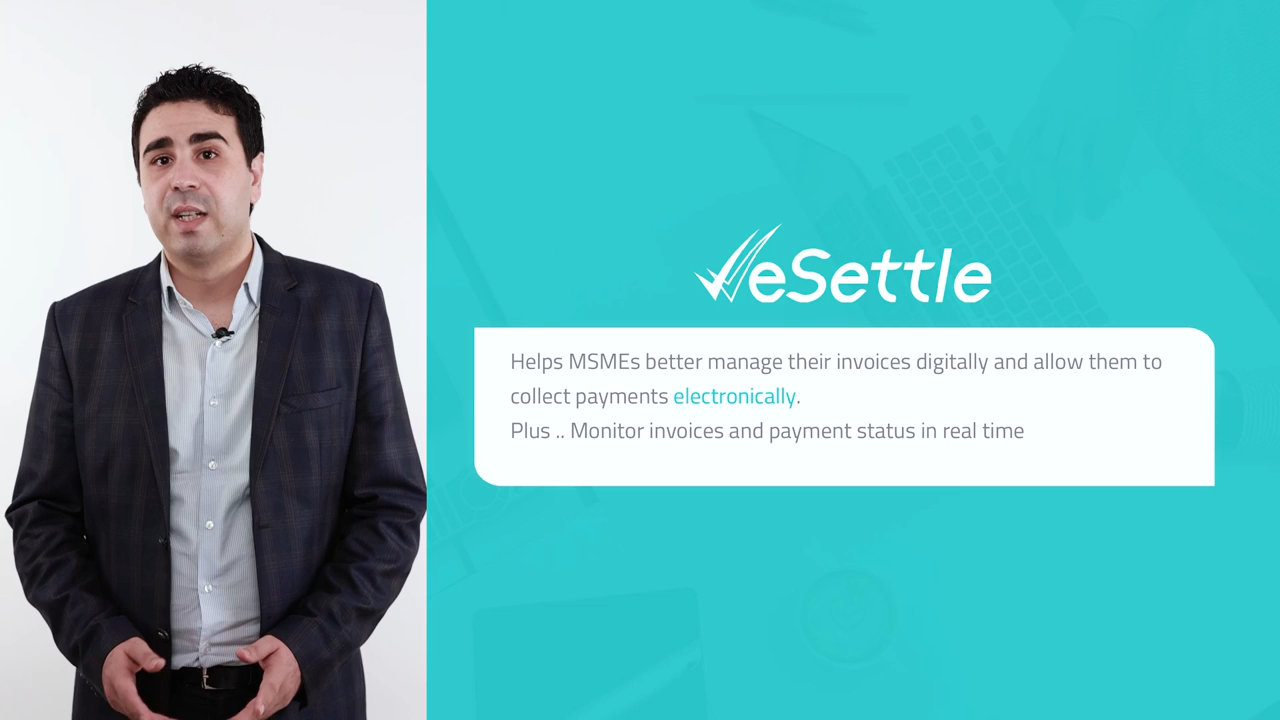 eSettle
Helps MSMEs better manage their invoices digitally and allow them to
collect payments electronically.
Plus .. Monitor invoices and payment status in real time